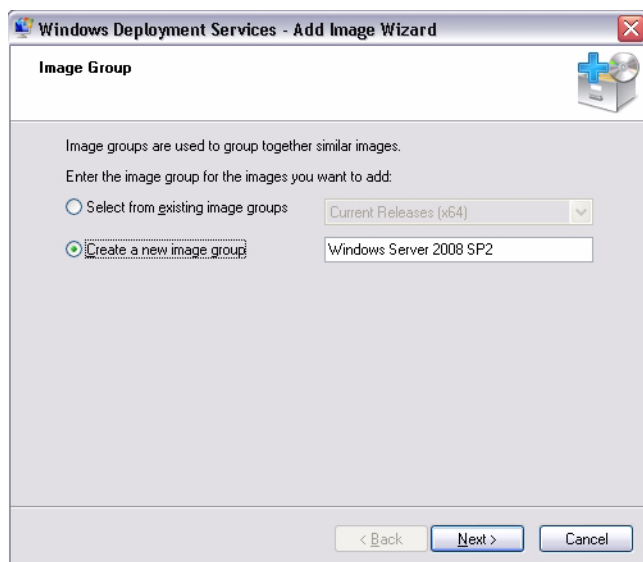 Windows Deployment Services - Add Image Wizard
Image Group
Image groups are used to group together similar images.
Enter the image group for the images you want to add:
Select from existing image groups
Current Releases (x64)
Create a new image group
Windows Server 2008 SP2
< Back
Next >
Cancel